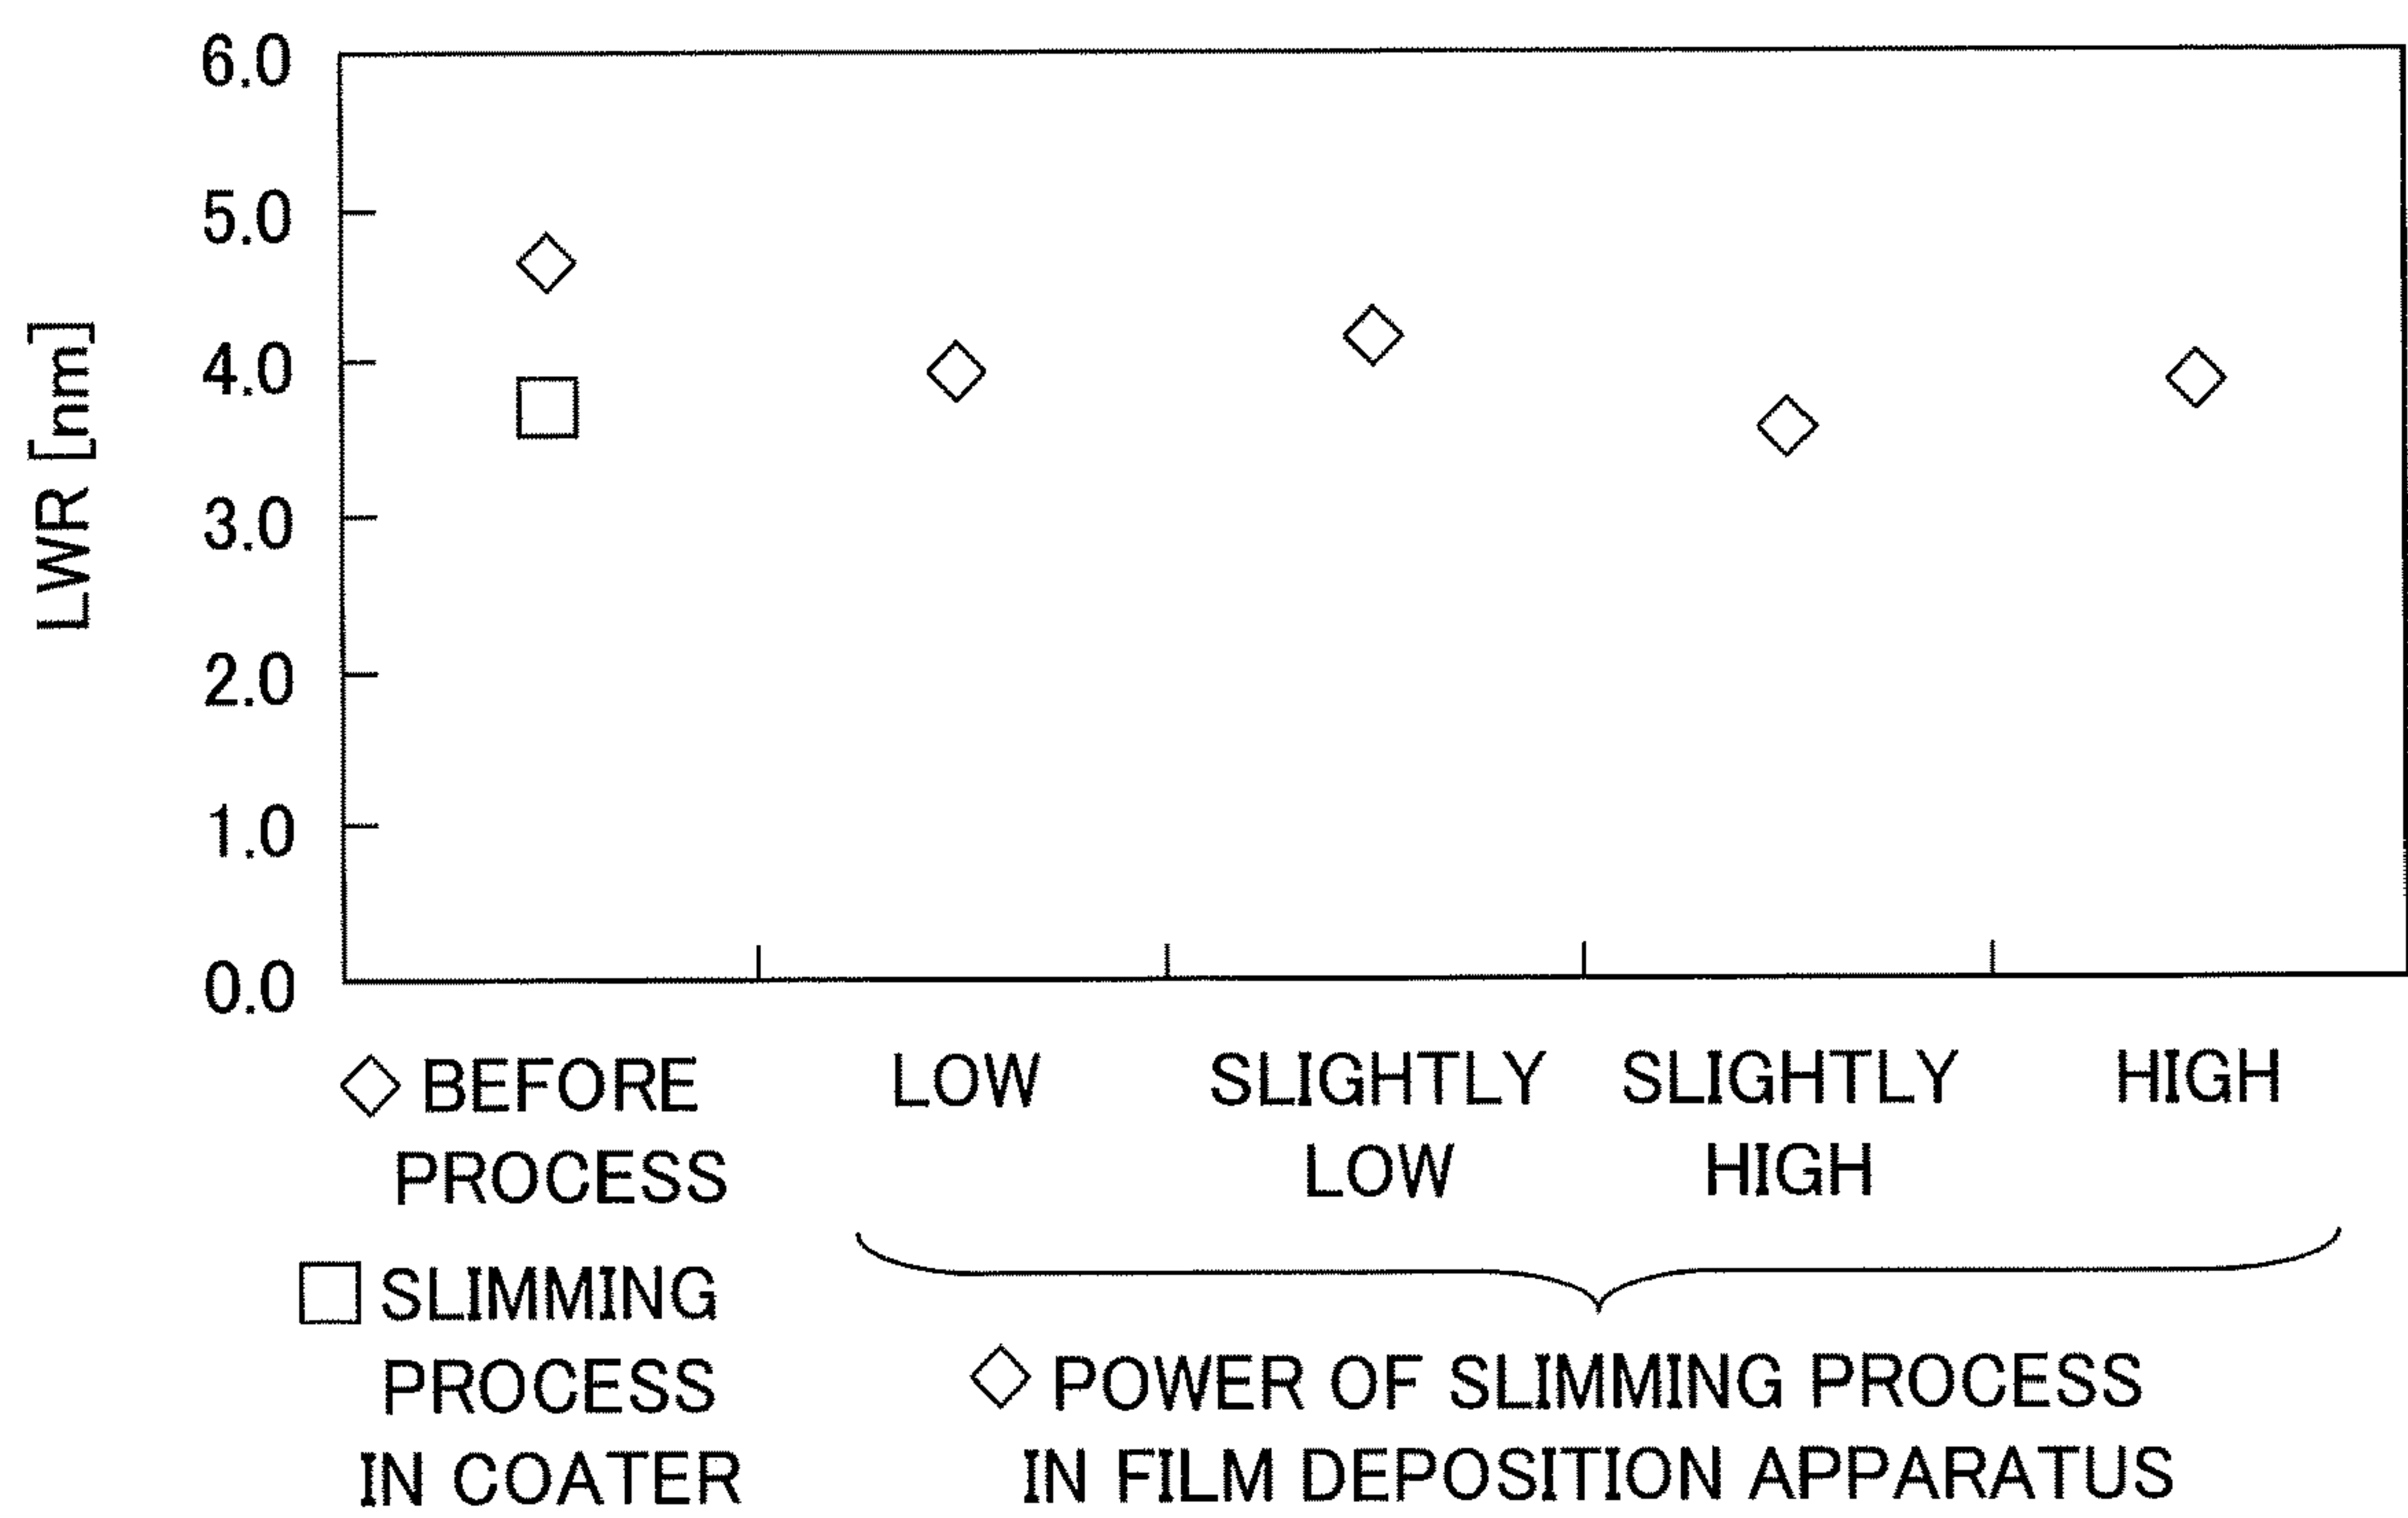 6.0
5.0
4.0
3.0
2.0
1.0
0.0
LWR [nm]
BEFORE
PROCESS
SLIMMING
PROCESS
IN COATER
LOW
SLIGHTLY
LOW
SLIGHTLY
HIGH
HIGH
POWER OF SLIMMING PROCESS
IN FILM DEPOSITION APPARATUS